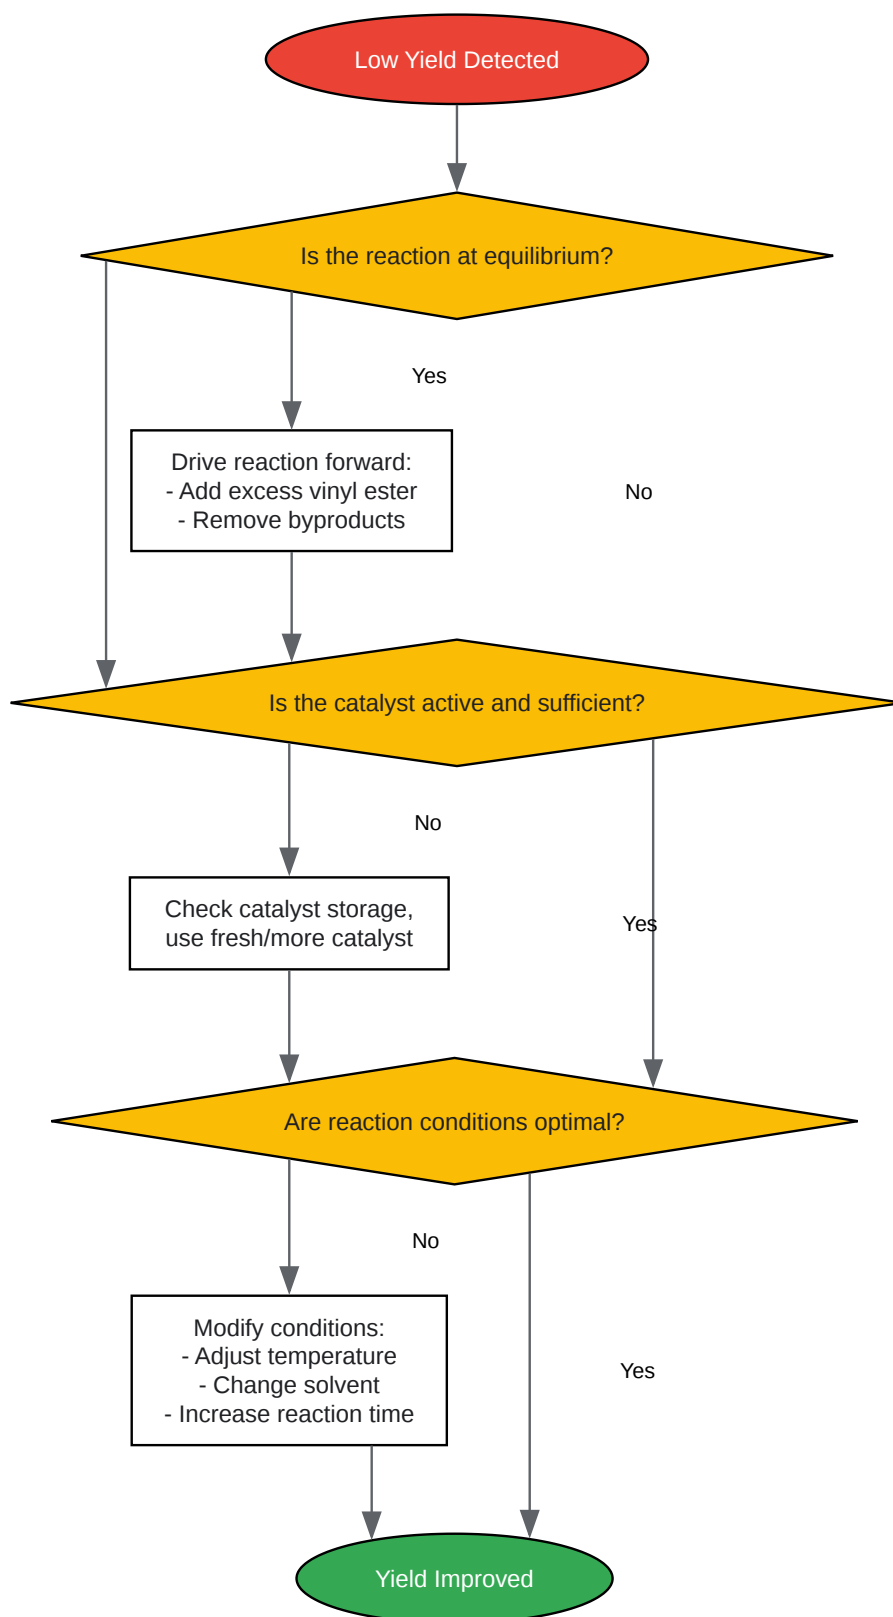 Low Yield Detected
Is the reaction at equilibrium?
Yes
Drive reaction forward:
- Add excess vinyl ester
- Remove byproducts
No
Is the catalyst active and sufficient?
No
Check catalyst storage,
use fresh/more catalyst
Yes
Are reaction conditions optimal?
No
Modify conditions:
- Adjust temperature
- Change solvent
- Increase reaction time
Yes
Yield Improved